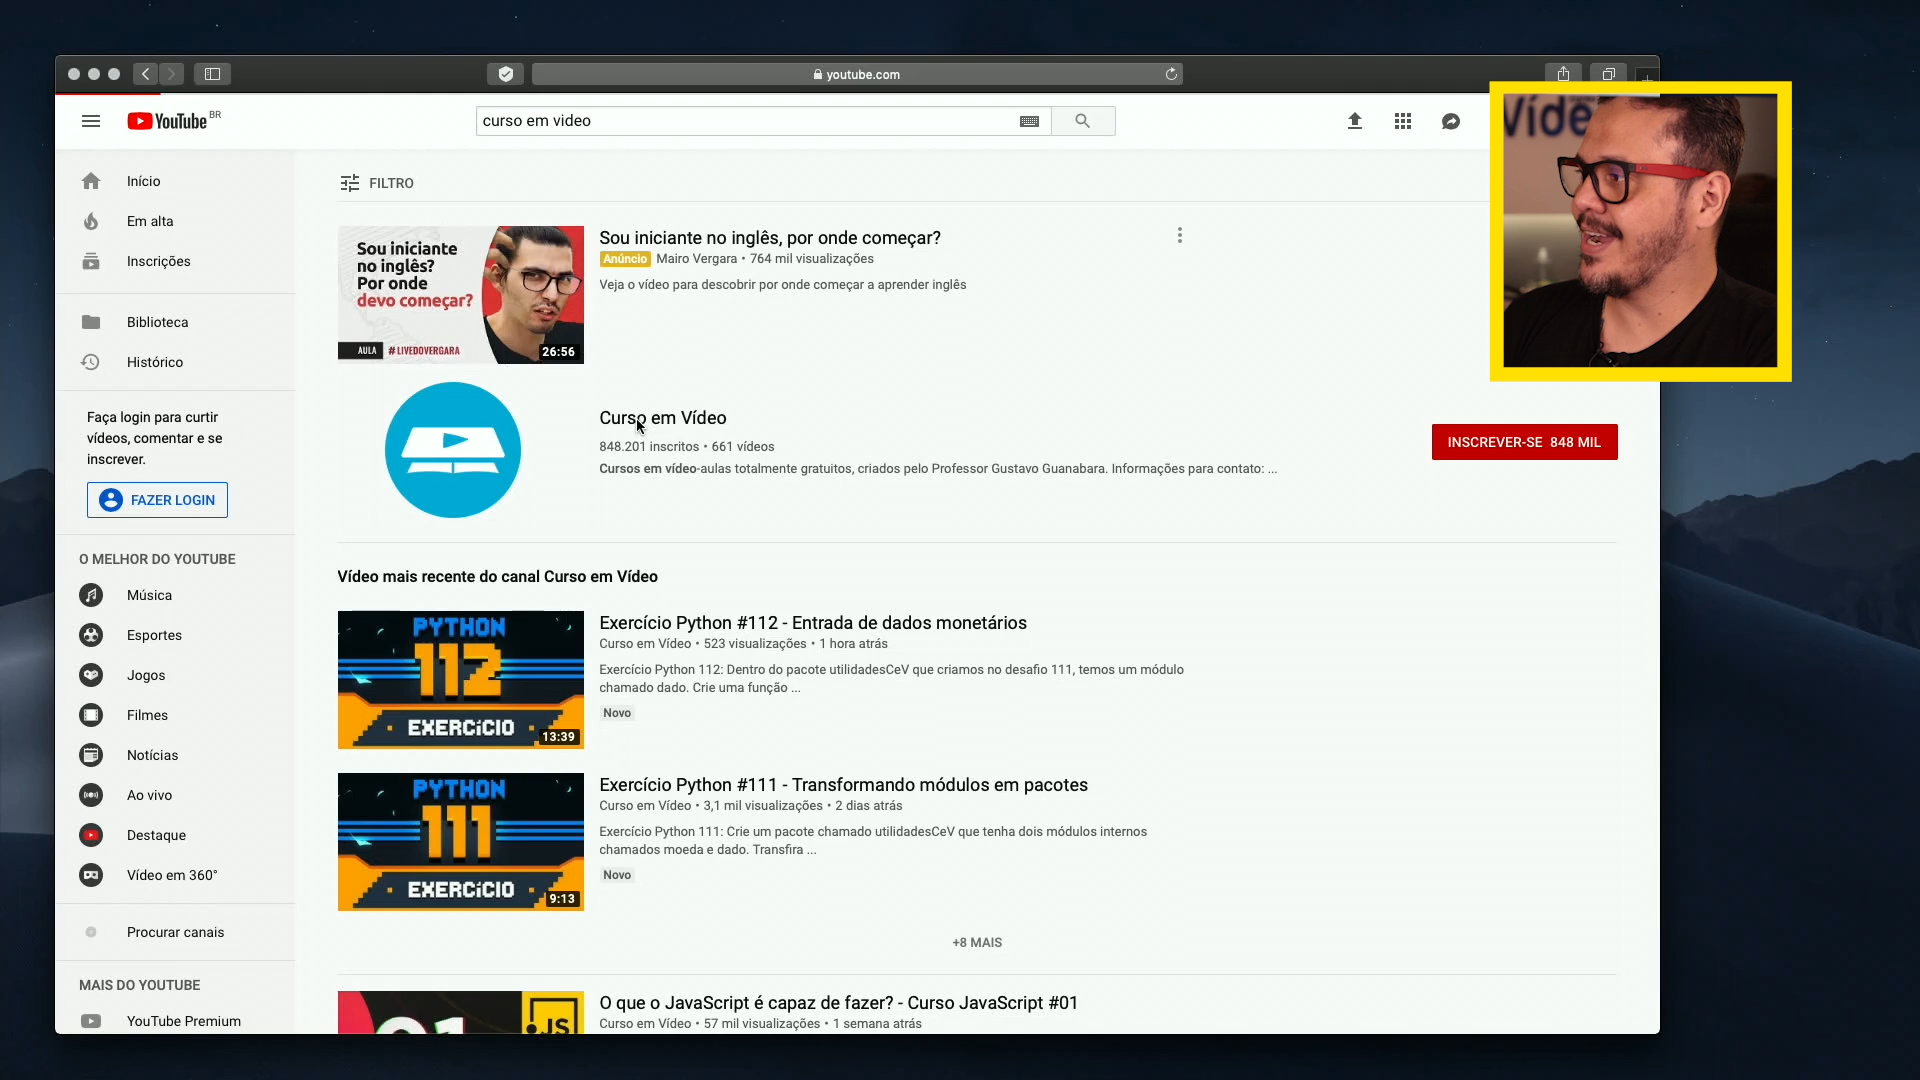 youtube.com
YouTube BR
curso em video
Víde
Início
Em alta
Inscrições
Biblioteca
Histórico
Faça login para curtir
vídeos, comentar e se
inscrever.
FAZER LOGIN
O MELHOR DO YOUTUBE
Música
Esportes
Jogos
Filmes
Notícias
Ao vivo
Destaque
Vídeo em 360°
Procurar canais
MAIS DO YOUTUBE
YouTube Premium
FILTRO
Sou iniciante
no inglês?
Por onde
devo começar?
AULA #LIVEDOVERGARA
26:56
Sou iniciante no inglês, por onde começar?
Anúncio Mairo Vergara • 764 mil visualizações
Veja o vídeo para descobrir por onde começar a aprender inglês
Curso em Vídeo
848.201 inscritos • 661 vídeos
Cursos em vídeo-aulas totalmente gratuitos, criados pelo Professor Gustavo Guanabara. Informações para contato: ...
INSCREVER-SE 848 MIL
Vídeo mais recente do canal Curso em Vídeo
PYTHON
112
EXERCÍCIO
13:39
Exercício Python #112 - Entrada de dados monetários
Curso em Vídeo • 523 visualizações • 1 hora atrás
Exercício Python 112: Dentro do pacote utilidadesCeV que criamos no desafio 111, temos um módulo
chamado dado. Crie uma função ...
Novo
PYTHON
111
EXERCÍCIO
9:13
Exercício Python #111 - Transformando módulos em pacotes
Curso em Vídeo • 3,1 mil visualizações • 2 dias atrás
Exercício Python 111: Crie um pacote chamado utilidadesCeV que tenha dois módulos internos
chamados moeda e dado. Transfira ...
Novo
+8 MAIS
01
JS
O que o JavaScript é capaz de fazer? - Curso JavaScript #01
Curso em Vídeo • 57 mil visualizações • 1 semana atrás